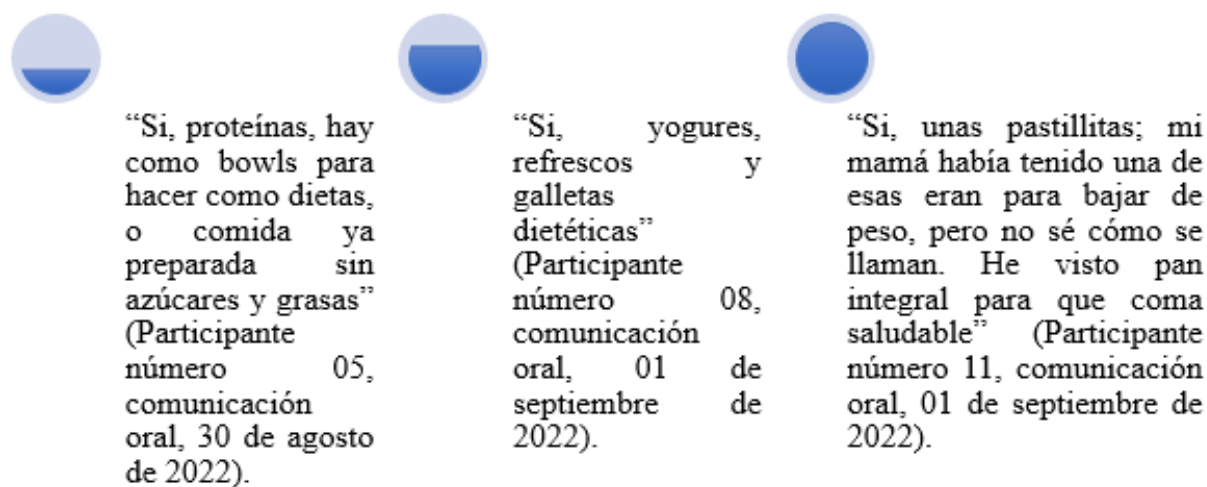 “Si, proteínas, hay
como bowls para
hacer como dietas,
o comida ya
preparada sin
azúcares y grasas”
(Participante
número 05,
comunicación
oral, 30 de agosto
de 2022).
“Si, yogures,
refrescos y
galletas
dietéticas”
(Participante
número 08,
comunicación
oral, 01 de
septiembre de
2022).
“Si, unas pastillitas; mi
mamá había tenido una de
esas eran para bajar de
peso, pero no sé cómo se
llaman. He visto pan
integral para que coma
saludable” (Participante
número 11, comunicación
oral, 01 de septiembre de
2022).